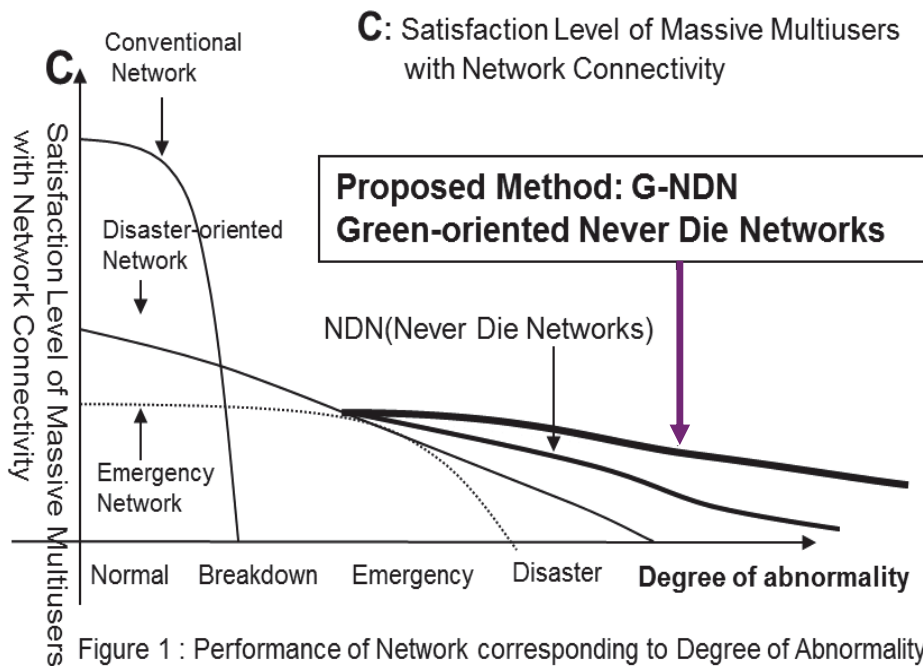 Conventional
Network
C
C: Satisfaction Level of Massive Multiusers
with Network Connectivity
Satisfaction Level of Massive Multiusers
with Network Connectivity
Proposed Method: G-NDN
Green-oriented Never Die Networks
Disaster-oriented
Network
NDN(Never Die Networks)
Emergency
Network
Normal Breakdown Emergency Disaster Degree of abnormality
Figure 1 : Performance of Network corresponding to Degree of Abnormality